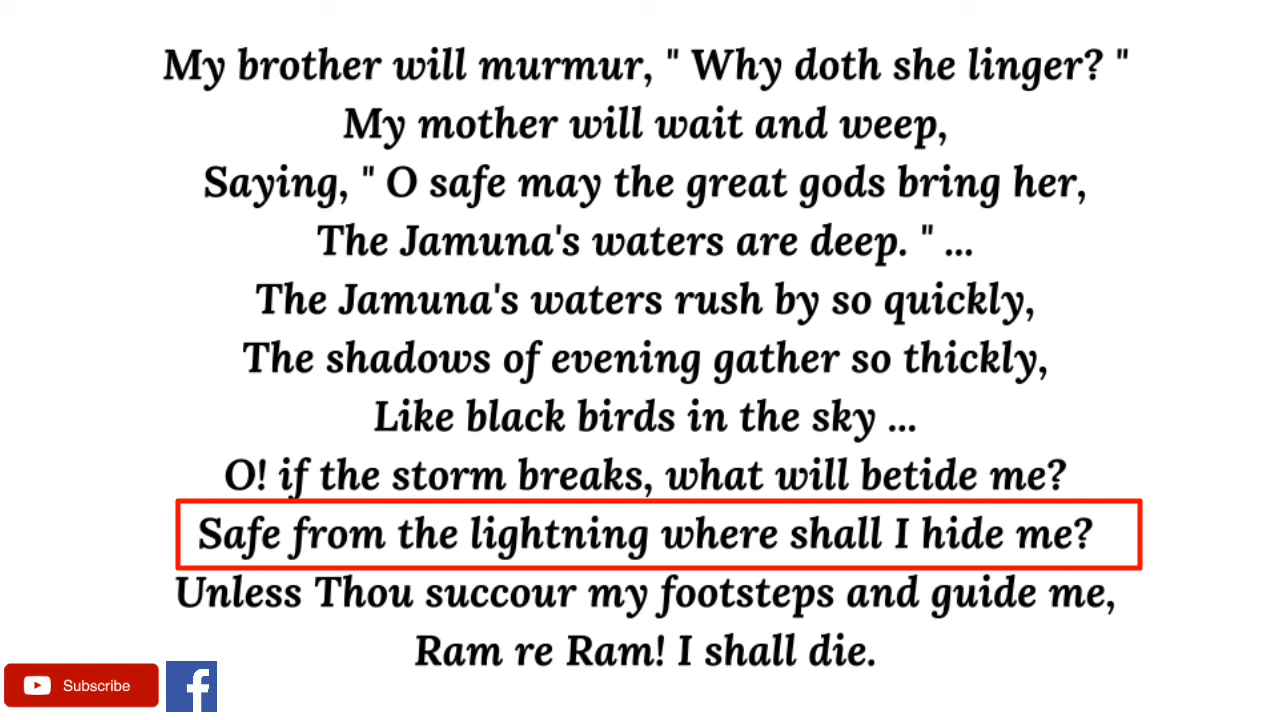 My brother will murmur, " Why doth she linger? "
My mother will wait and weep,
Saying, " O safe may the great gods bring her,
The Jamuna's waters are deep. " ...
The Jamuna's waters rush by so quickly,
The shadows of evening gather so thickly,
Like black birds in the sky ...
O! if the storm breaks, what will betide me?
Safe from the lightning where shall I hide me?
Unless Thou succour my footsteps and guide me,
Ram re Ram! I shall die.
Subscribe
f